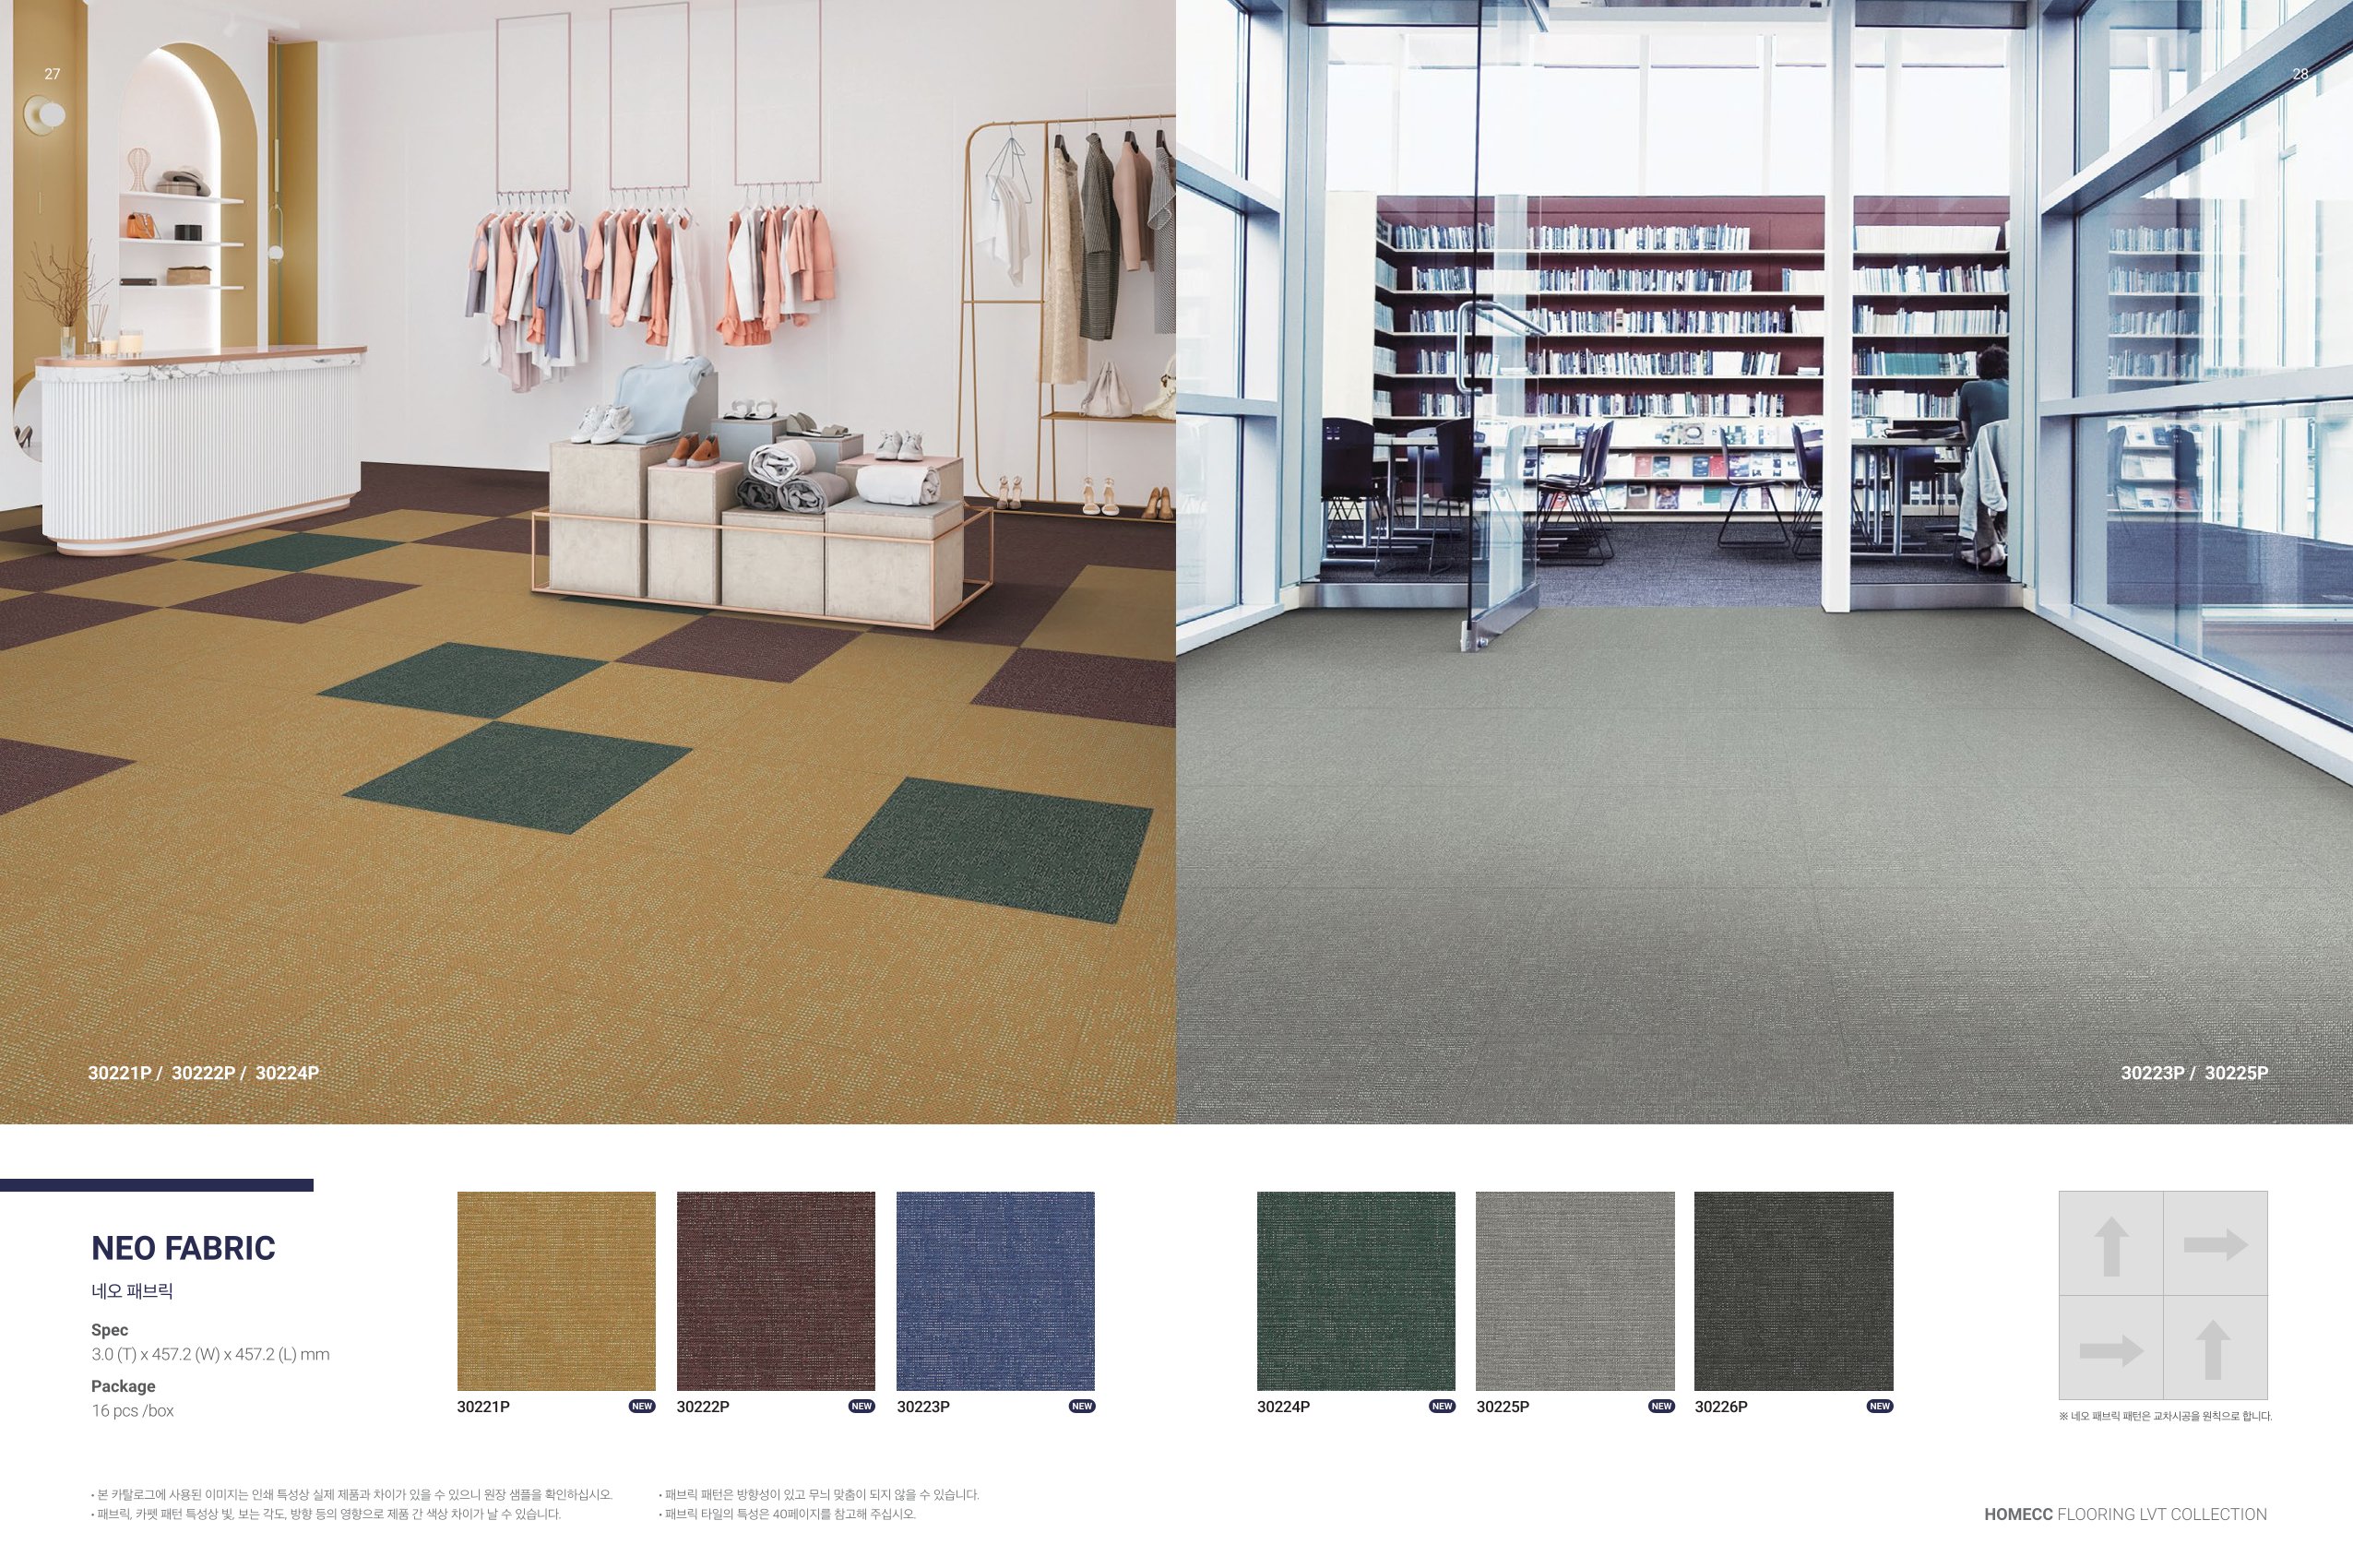 27
28
30221P / 30222P / 30224P
30223P / 30225P
NEO FABRIC
네오 패브릭
Spec
3.0 (T) x 457.2 (W) x 457.2 (L) mm
Package
16 pcs /box
30221P NEW
30222P NEW
30223P NEW
30224P NEW
30225P NEW
30226P NEW
※ 네오 패브릭 패턴은 교차시공을 원칙으로 합니다.
• 본 카탈로그에 사용된 이미지는 인쇄 특성상 실제 제품과 차이가 있을 수 있으니 원장 샘플을 확인하십시오.
• 패브릭, 카펫 패턴 특성상 빛, 보는 각도, 방향 등의 영향으로 제품 간 색상 차이가 날 수 있습니다.
• 패브릭 패턴은 방향성이 있고 무늬 맞춤이 되지 않을 수 있습니다.
• 패브릭 타일의 특성은 40페이지를 참고해 주십시오.
HOMECC FLOORING LVT COLLECTION